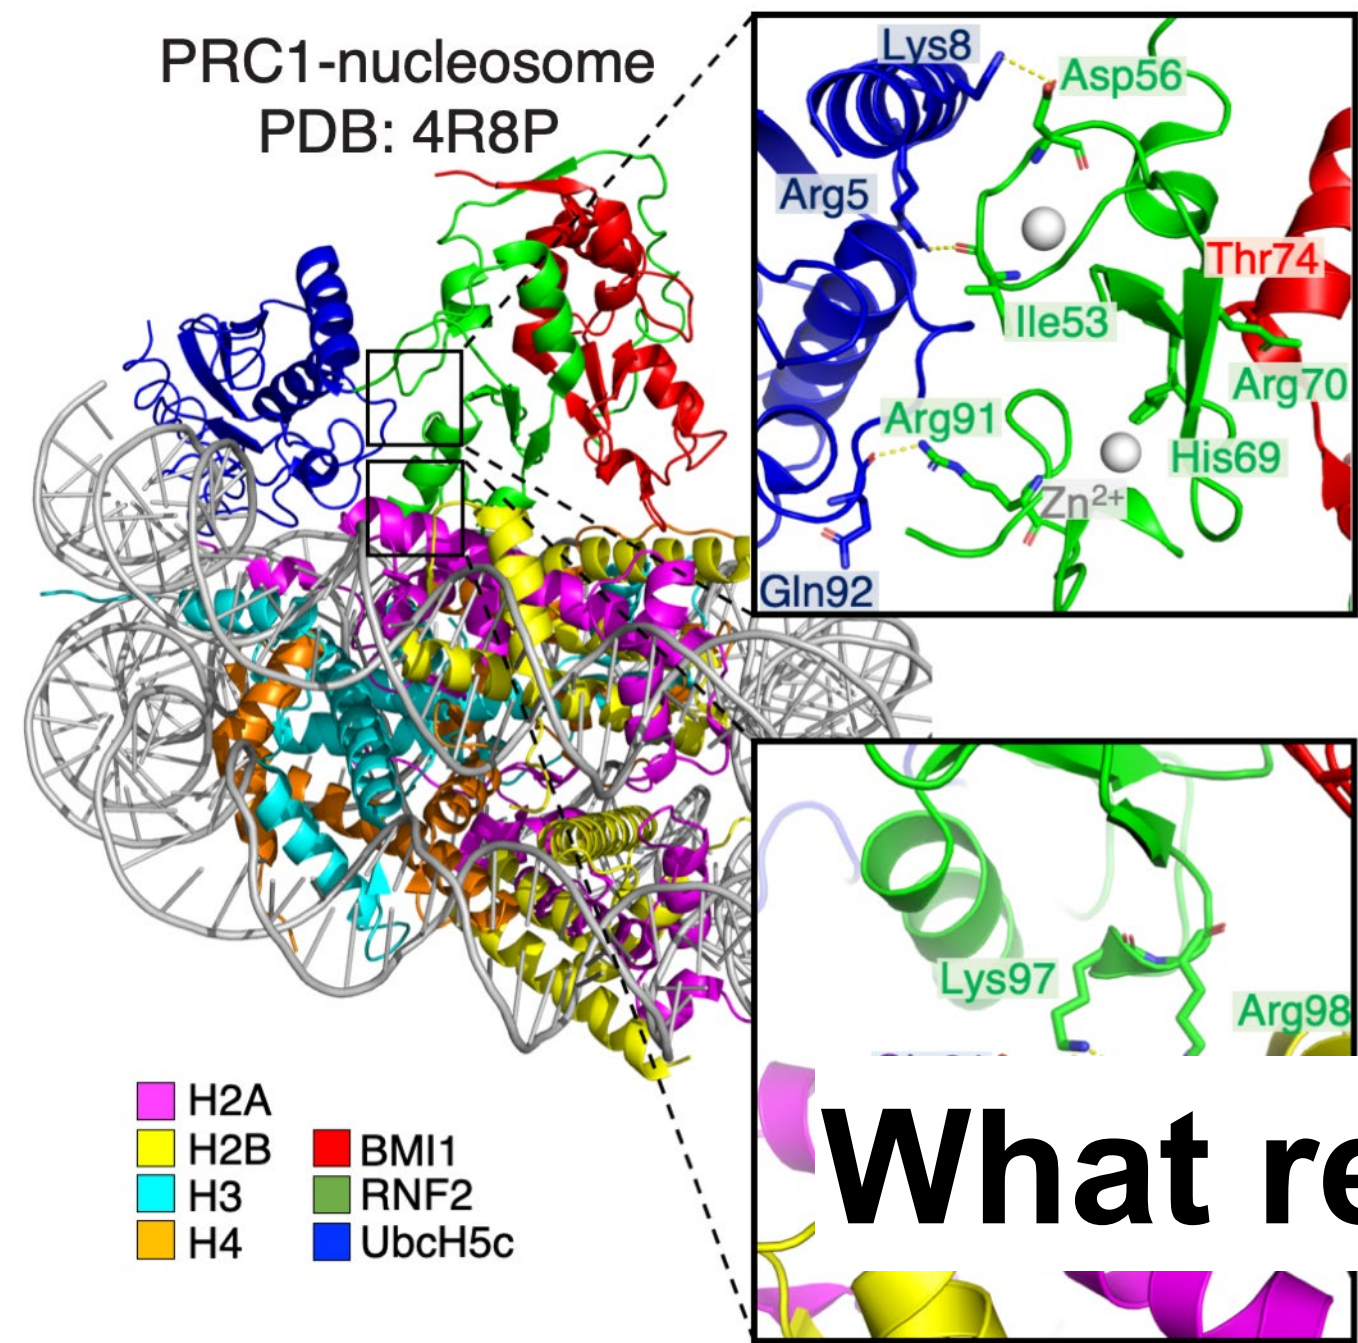 PRC1-nucleosome
PDB: 4R8P
Lys8
Asp56
Arg5
Thr74
Ile53
Arg70
Arg91
His69
Zn²⁺
Gln92
Lys97
Arg98
What
H2A
H2B
H3
H4
BMI1
RNF2
UbcH5c